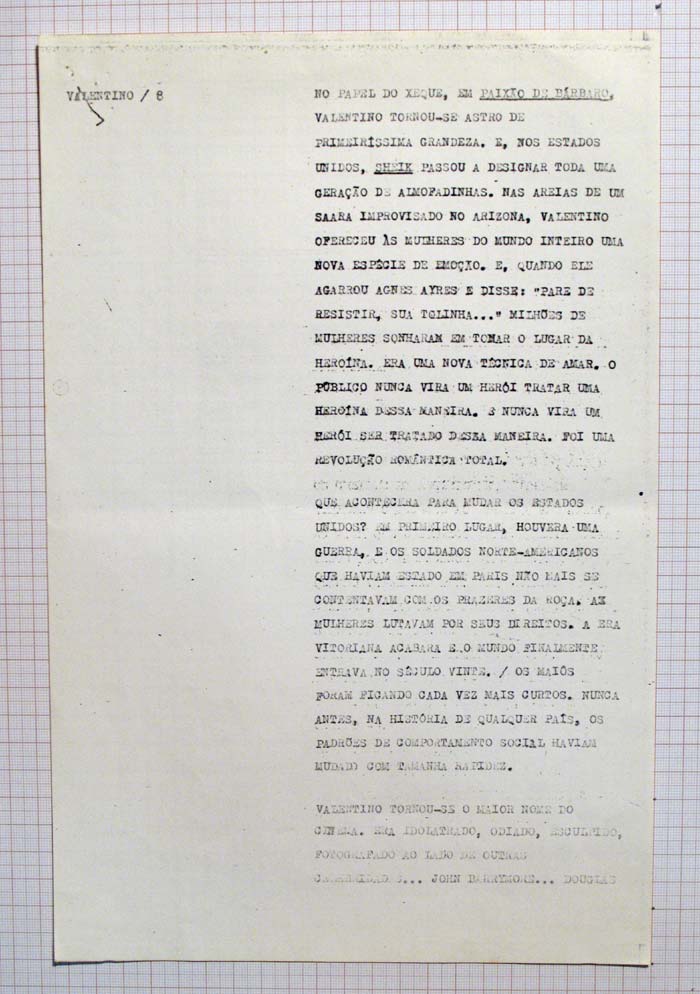 VALENTINO / 8
NO PAPEL DO XEQUE, EM PAIXÃO DE BÁRBARO,
VALENTINO TORNOU-SE ASTRO DE
PRIMEIRÍSSIMA GRANDEZA. E, NOS ESTADOS
UNIDOS, SHEIK PASSOU A DESIGNAR TODA UMA
GERAÇÃO DE ALMOFADINHAS. NAS AREIAS DE UM
SAARA IMPROVISADO NO ARIZONA, VALENTINO
OFERECEU ÀS MULHERES DO MUNDO INTEIRO UMA
NOVA ESPÉCIE DE EMOÇÃO. E, QUANDO ELE
AGARROU AGNES AYRES E DISSE: "PARE DE
RESISTIR, SUA TOLINHA..." MILHÕES DE
MULHERES SONHARAM EM TOMAR O LUGAR DA
HEROÍNA. ERA UMA NOVA TÉCNICA DE AMAR. O
PÚBLICO NUNCA VIRA UM HERÓI TRATAR UMA
HEROÍNA DESSA MANEIRA. E NUNCA VIRA UM
HERÓI SER TRATADO DESSA MANEIRA. FOI UMA
REVOLUÇÃO ROMÂNTICA TOTAL.
QUE ACONTECERA PARA MUDAR OS ESTADOS
UNIDOS? EM PRIMEIRO LUGAR, HOUVERA UMA
GUERRA, E OS SOLDADOS NORTE-AMERICANOS
QUE HAVIAM ESTADO EM PARIS NÃO MAIS SE
CONTENTAVAM COM OS PRAZERES DA ROÇA. AS
MULHERES LUTAVAM POR SEUS DIREITOS. A ERA
VITORIANA ACABARA E O MUNDO FINALMENTE
ENTRAVA NO SÉCULO VINTE. / OS MAIÔS
FORAM FICANDO CADA VEZ MAIS CURTOS. NUNCA
ANTES, NA HISTÓRIA DE QUALQUER PAÍS, OS
PADRÕES DE COMPORTAMENTO SOCIAL HAVIAM
MUDADO COM TAMANHA RAPIDEZ.
VALENTINO TORNOU-SE O MAIOR NOME DO
CINEMA. ERA IDOLATRADO, ODIADO, ESCULPIDO,
FOTOGRAFADO AO LADO DE OUTRAS
CELEBRIDADES... JOHN BARRYMORE... DOUGLAS